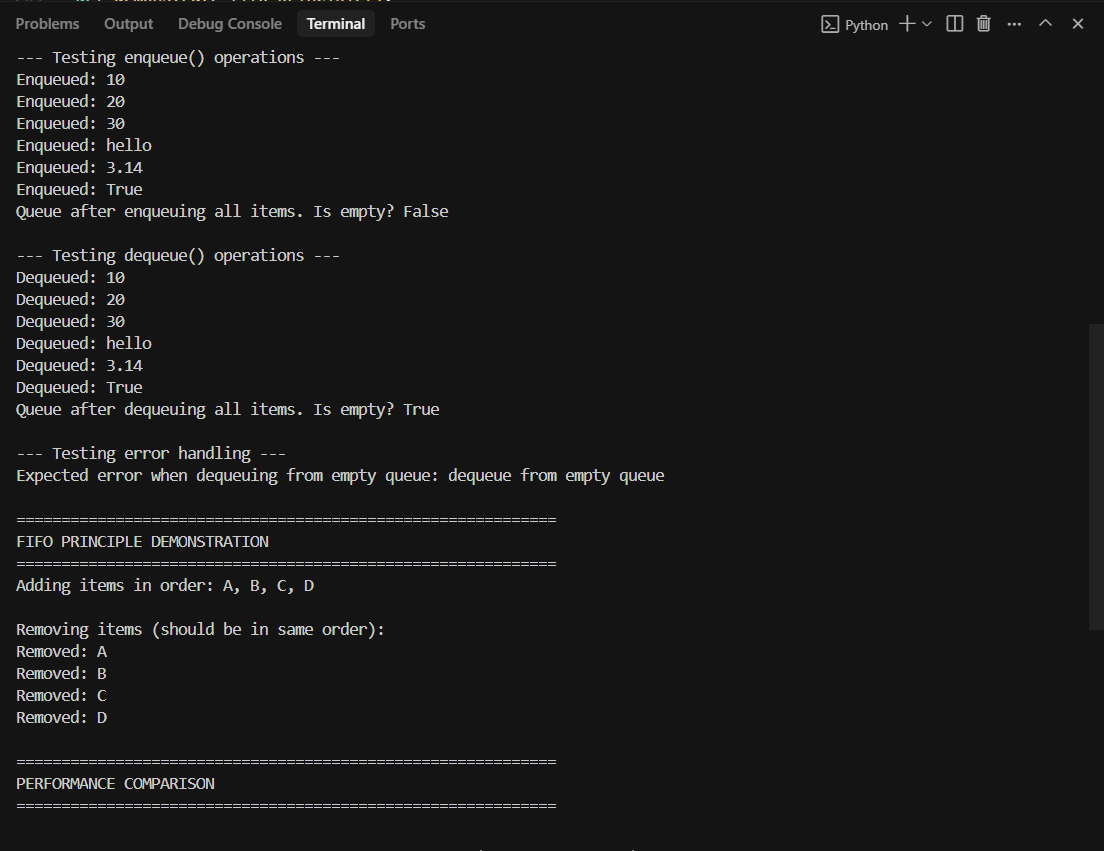 Problems Output Debug Console Terminal Ports Python
--- Testing enqueue() operations ---
Enqueued: 10
Enqueued: 20
Enqueued: 30
Enqueued: hello
Enqueued: 3.14
Enqueued: True
Queue after enqueuing all items. Is empty? False
--- Testing dequeue() operations ---
Dequeued: 10
Dequeued: 20
Dequeued: 30
Dequeued: hello
Dequeued: 3.14
Dequeued: True
Queue after dequeuing all items. Is empty? True
--- Testing error handling ---
Expected error when dequeuing from empty queue: dequeue from empty queue
============================================================
FIFO PRINCIPLE DEMONSTRATION
============================================================
Adding items in order: A, B, C, D
Removing items (should be in same order):
Removed: A
Removed: B
Removed: C
Removed: D
============================================================
PERFORMANCE COMPARISON
============================================================